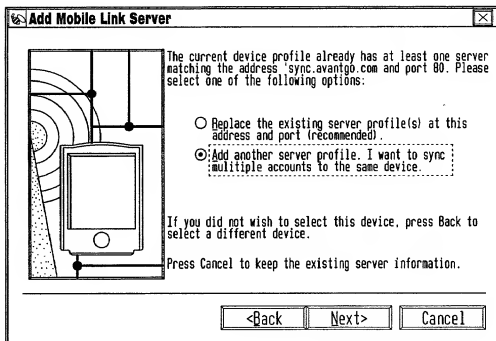 Add Mobile Link Server
The current device profile already has at least one server
matching the address 'sync.avantgo.com and port 80. Please
select one of the following options:
Replace the existing server profile(s) at this
address and port (recommended).
Add another server profile. I want to sync
mulitiple accounts to the same device.
If you did not wish to select this device, press Back to
select a different device.
Press Cancel to keep the existing server information.
<Back Next> Cancel